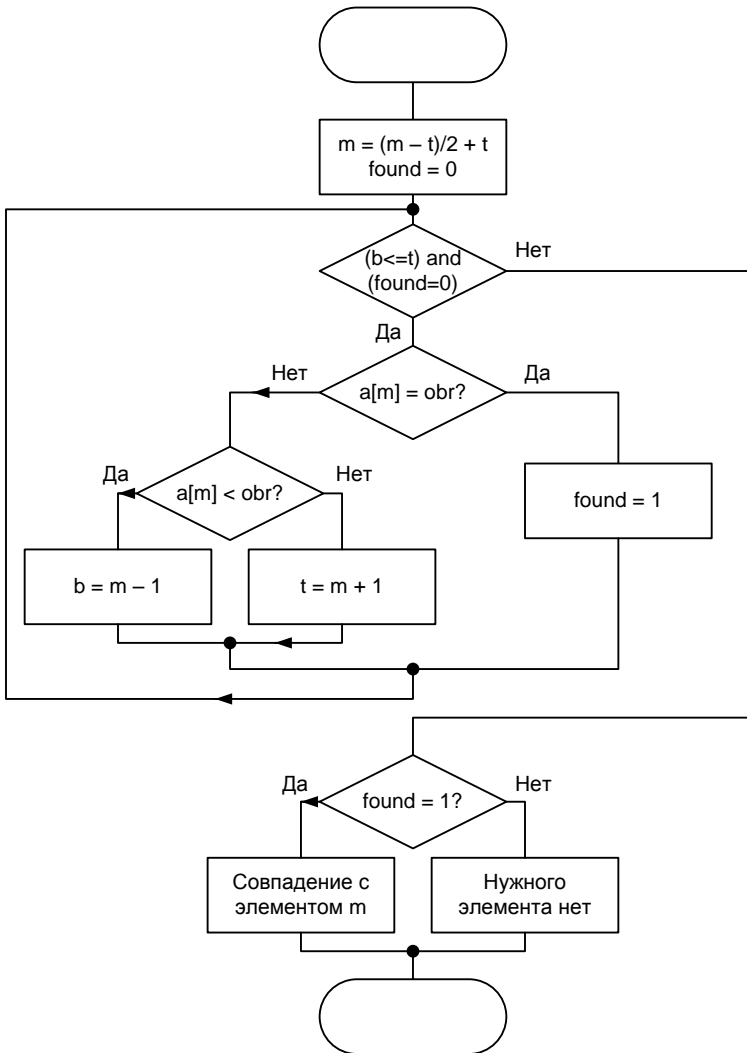 m = (m – t)/2 + t
found = 0
(b<=t) and
(found=0)
Нет
Да
Нет
a[m] = obr?
Да
Да
a[m] < obr?
Нет
found = 1
b = m – 1
t = m + 1
Да
found = 1?
Нет
Совпадение с
элементом m
Нужного
элемента нет